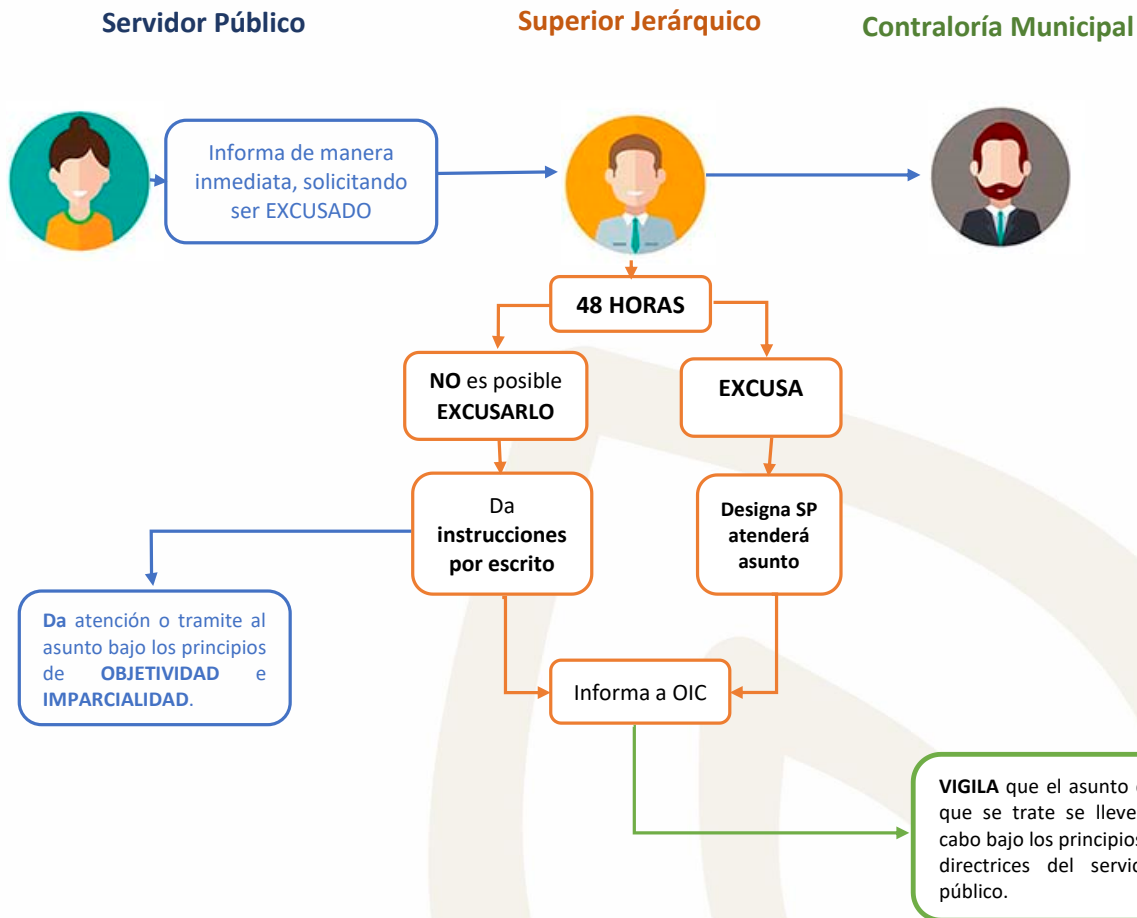 Servidor Público
Superior Jerárquico
Contraloría Municipal
Informa de manera
inmediata, solicitando
ser EXCUSADO
48 HORAS
NO es posible
EXCUSARLO
EXCUSA
Da
instrucciones
por escrito
Designa SP
atenderá
asunto
Da atención o tramite al
asunto bajo los principios
de OBJETIVIDAD e
IMPARCIALIDAD.
Informa a OIC
VIGILA que el asunto
que se trate se lleve
cabo bajo los principios
directrices del
público.